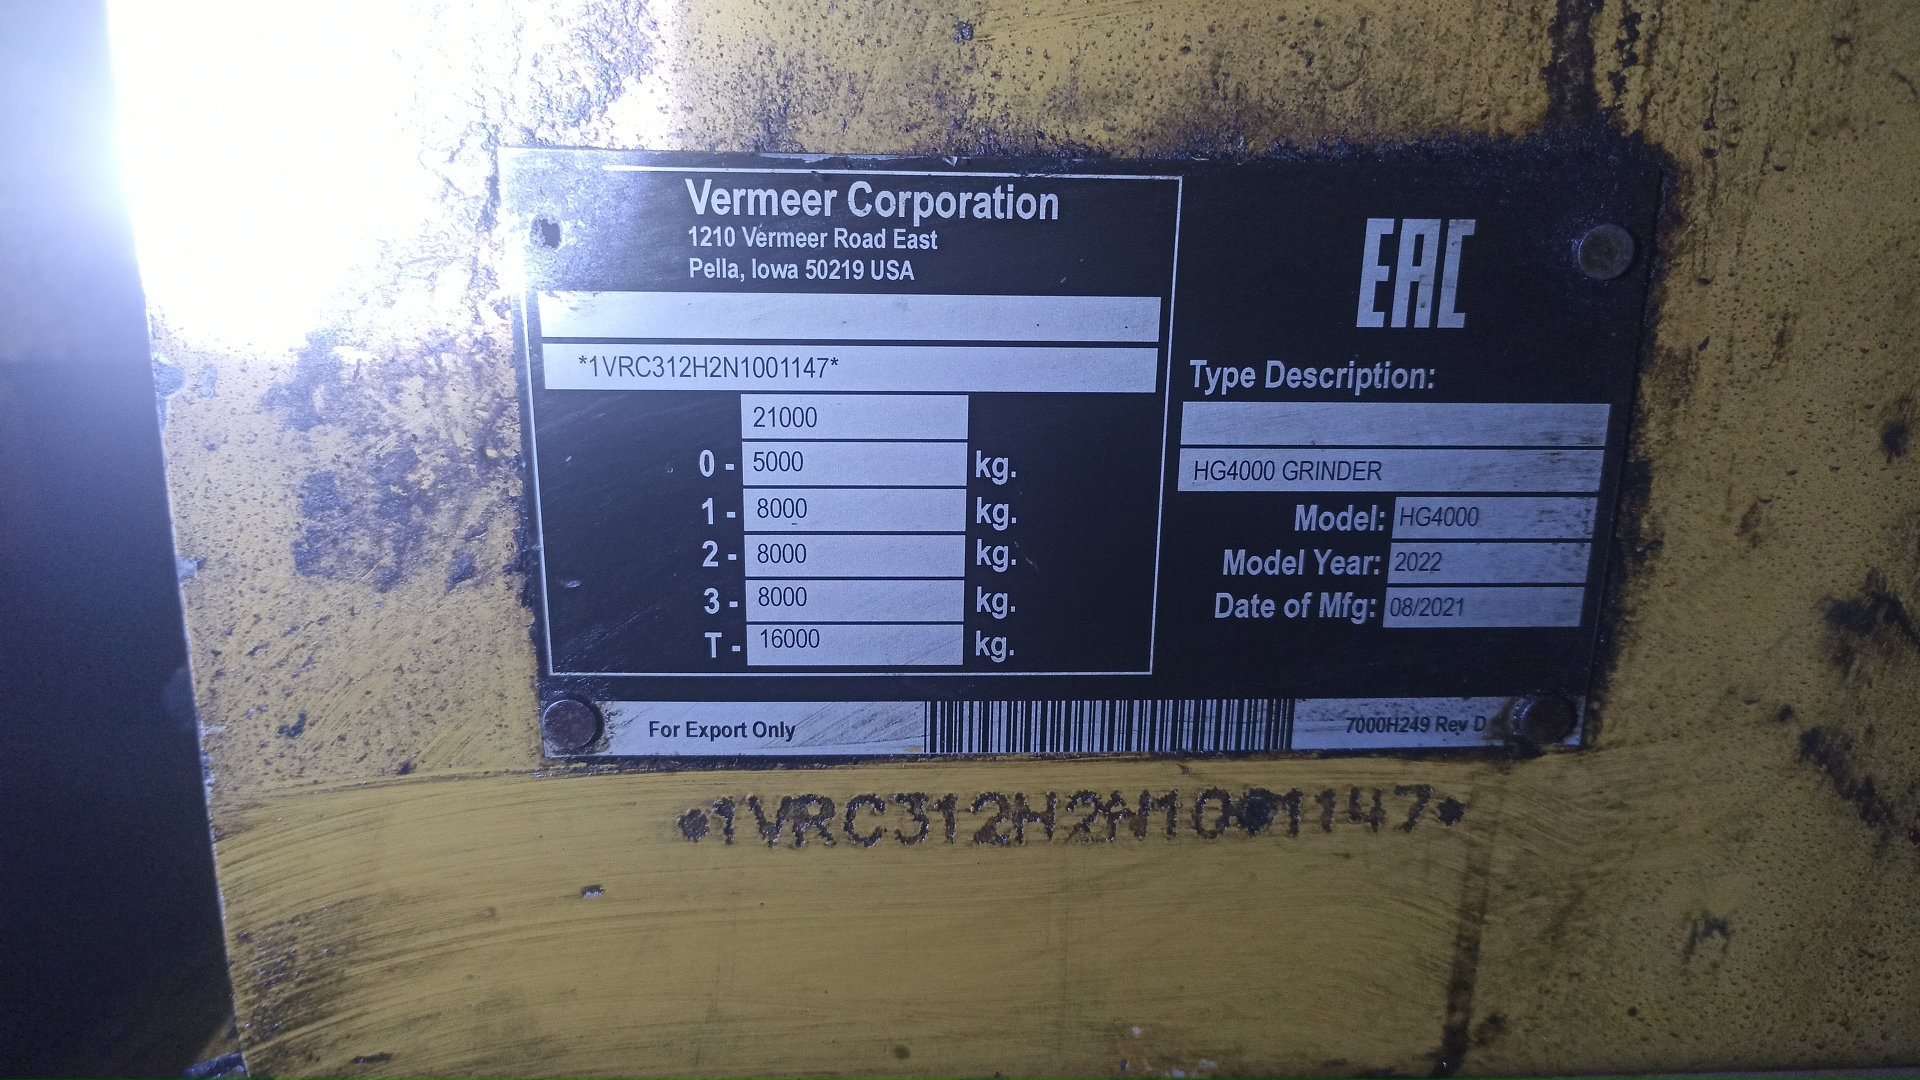 Vermeer Corporation
1210 Vermeer Road East
Pella, Iowa 50219 USA
*1VRC312H2N1001147*
21000
0 - 5000 kg.
1 - 8000 kg.
2 - 8000 kg.
3 - 8000 kg.
T - 16000 kg.
EAC
Type Description:
HG4000 GRINDER
Model: HG4000
Model Year: 2022
Date of Mfg: 08/2021
For Export Only
7000H249 Rev D
*1VRC312H2N1001147*